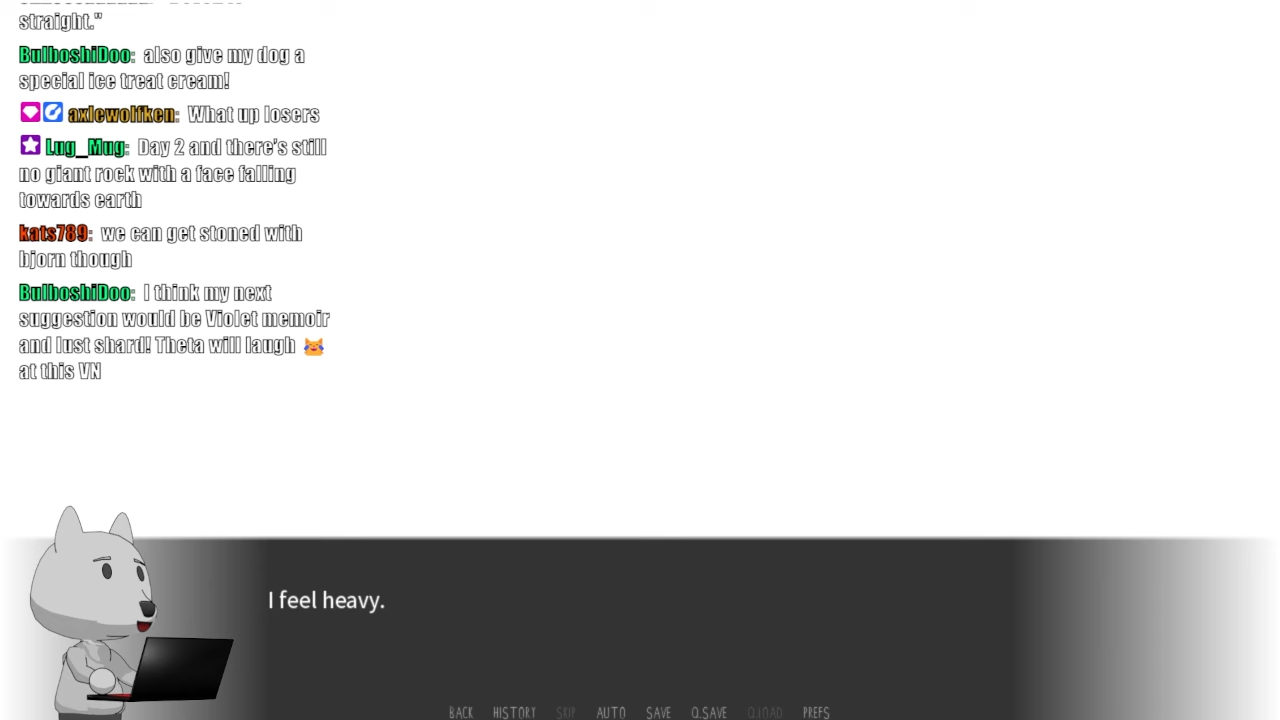 straight."
BulhoshiDoo: also give my dog a
special ice treat cream!
axlewolfken: What up losers
Lug_Mug: Day 2 and there's still
no giant rock with a face falling
towards earth
kats789: we can get stoned with
bjorn though
BulhoshiDoo: I think my next
suggestion would be Violet memoir
and lust shard! Theta will laugh 😹
at this VN
I feel heavy.
BACK HISTORY SKIP AUTO SAVE Q.SAVE Q.LOAD PREFS